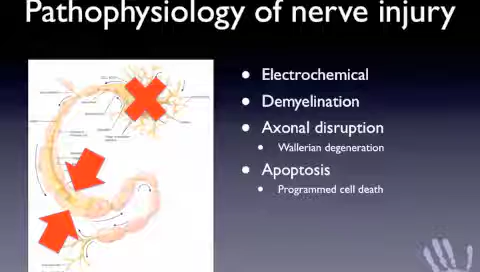 Pathophysiology of nerve injury
Electrochemical
Demyelination
Axonal disruption
Wallerian degeneration
Apoptosis
Programmed cell death